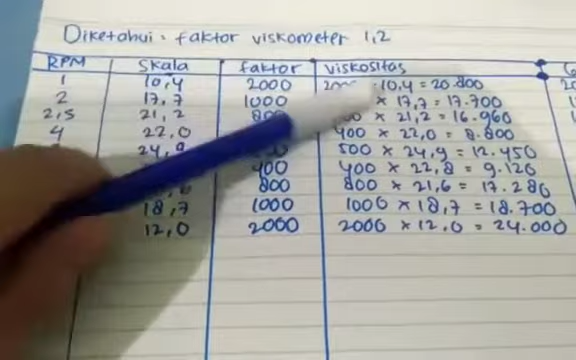 Diketahui : faktor viskometer 1,2
RPM Skala faktor viskositas
1 10,4 2000 10,4 = 20.800
2 17,7 1000 × 17,7 = 17.700
2,5 21,2 800 × 21,2 = 16.960
4 22,0 400 × 22,0 = 8.800
24,9 500 × 24,9 = 12.450
400 400 × 22,8 = 9.120
800 800 × 21,6 = 17.280
18,7 1000 1000 × 18,7 = 18.700
12,0 2000 2000 × 12,0 = 24.000